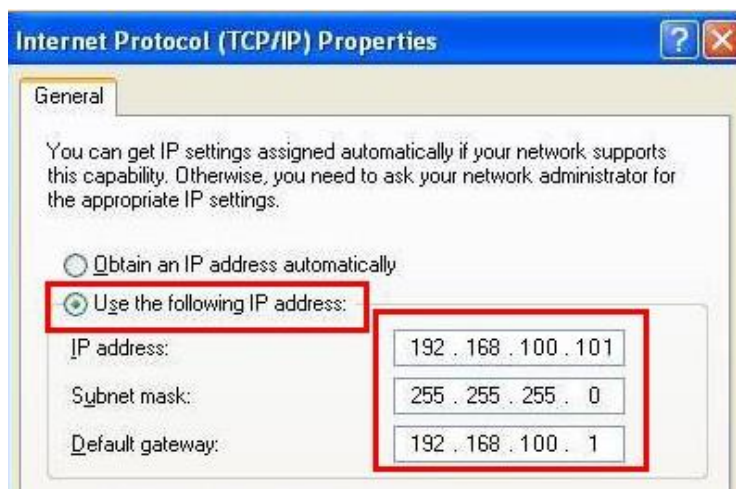 Internet Protocol (TCP/IP) Properties
General
You can get IP settings assigned automatically if your network supports
this capability. Otherwise, you need to ask your network administrator for
the appropriate IP settings.
Obtain an IP address automatically
Use the following IP address:
IP address: 192 . 168 . 100 . 101
Subnet mask: 255 . 255 . 255 . 0
Default gateway: 192 . 168 . 100 . 1